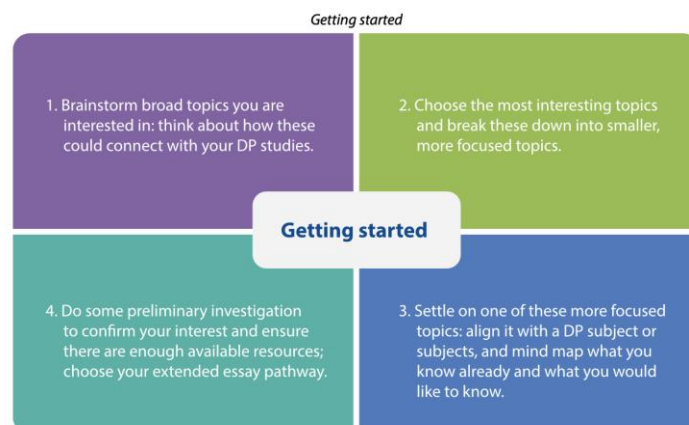 Getting started
1. Brainstorm broad topics you are
interested in: think about how these
could connect with your DP studies.
2. Choose the most interesting topics
and break these down into smaller,
more focused topics.
Getting started
4. Do some preliminary investigation
to confirm your interest and ensure
there are enough available resources;
choose your extended essay pathway.
3. Settle on one of these more focused
topics: align it with a DP subject or
subjects, and mind map what you
know already and what you would
like to know.